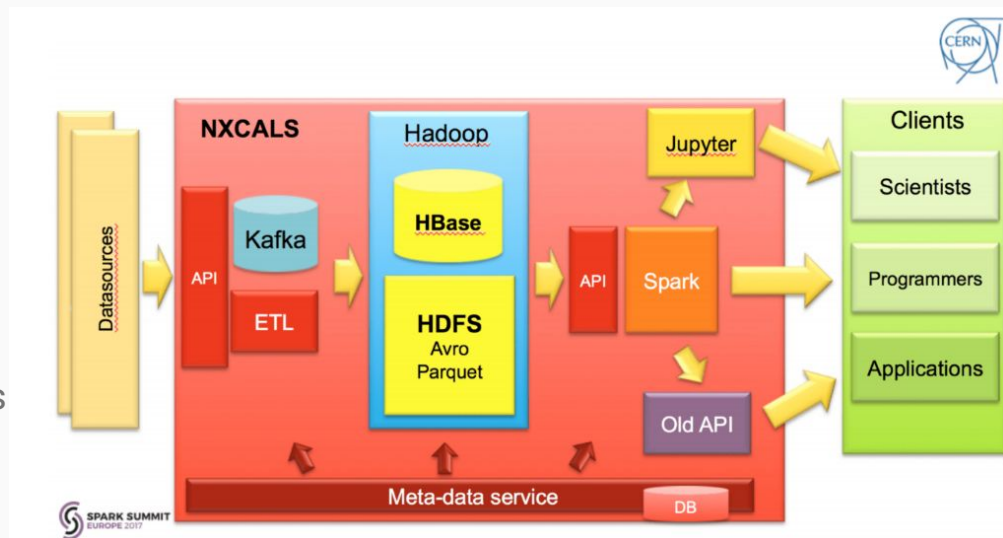 CERN
NXCALS
Hadoop
Jupyter
Clients
Datasources
API
Kafka
ETL
HBase
HDFS
Avro
Parquet
API
Spark
Old API
Scientists
Programmers
Applications
Meta-data service
DB
s
SPARK SUMMIT
EUROPE 2017